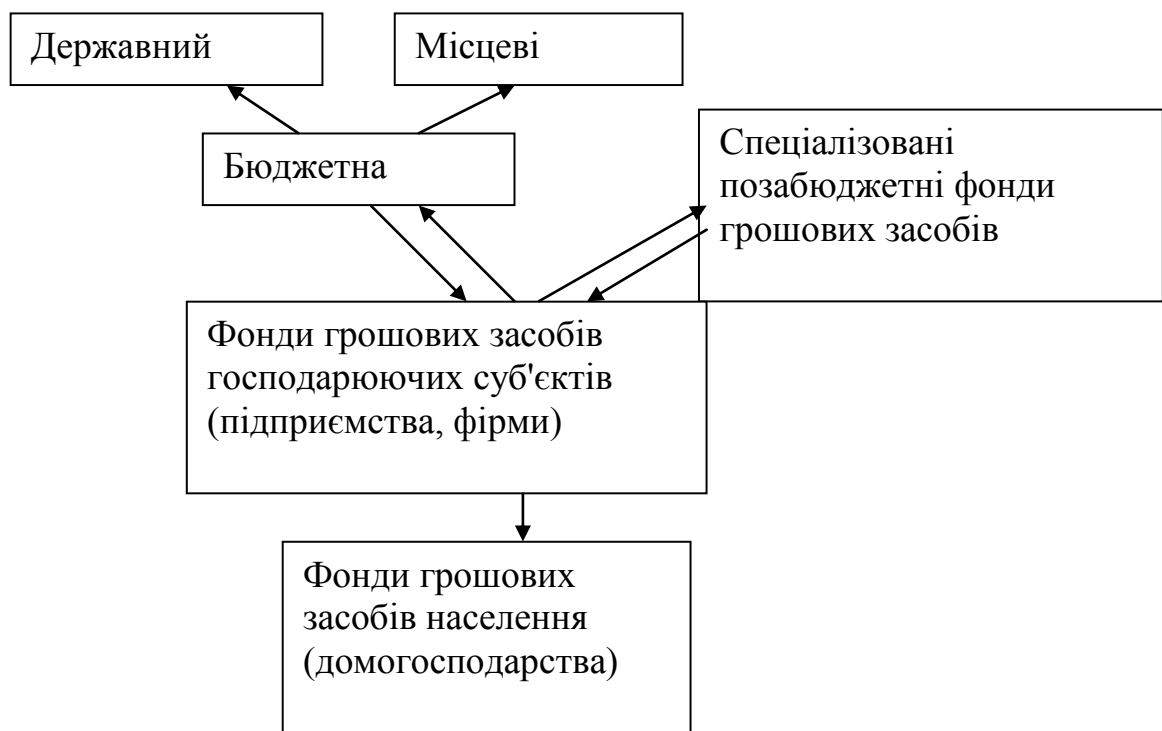 Державний
Місцеві
Бюджетна
Спеціалізовані
позабюджетні фонди
грошових засобів
Фонди грошових засобів
господарюючих суб'єктів
(підприємства, фірми)
Фонди грошових
засобів населення
(домогосподарства)